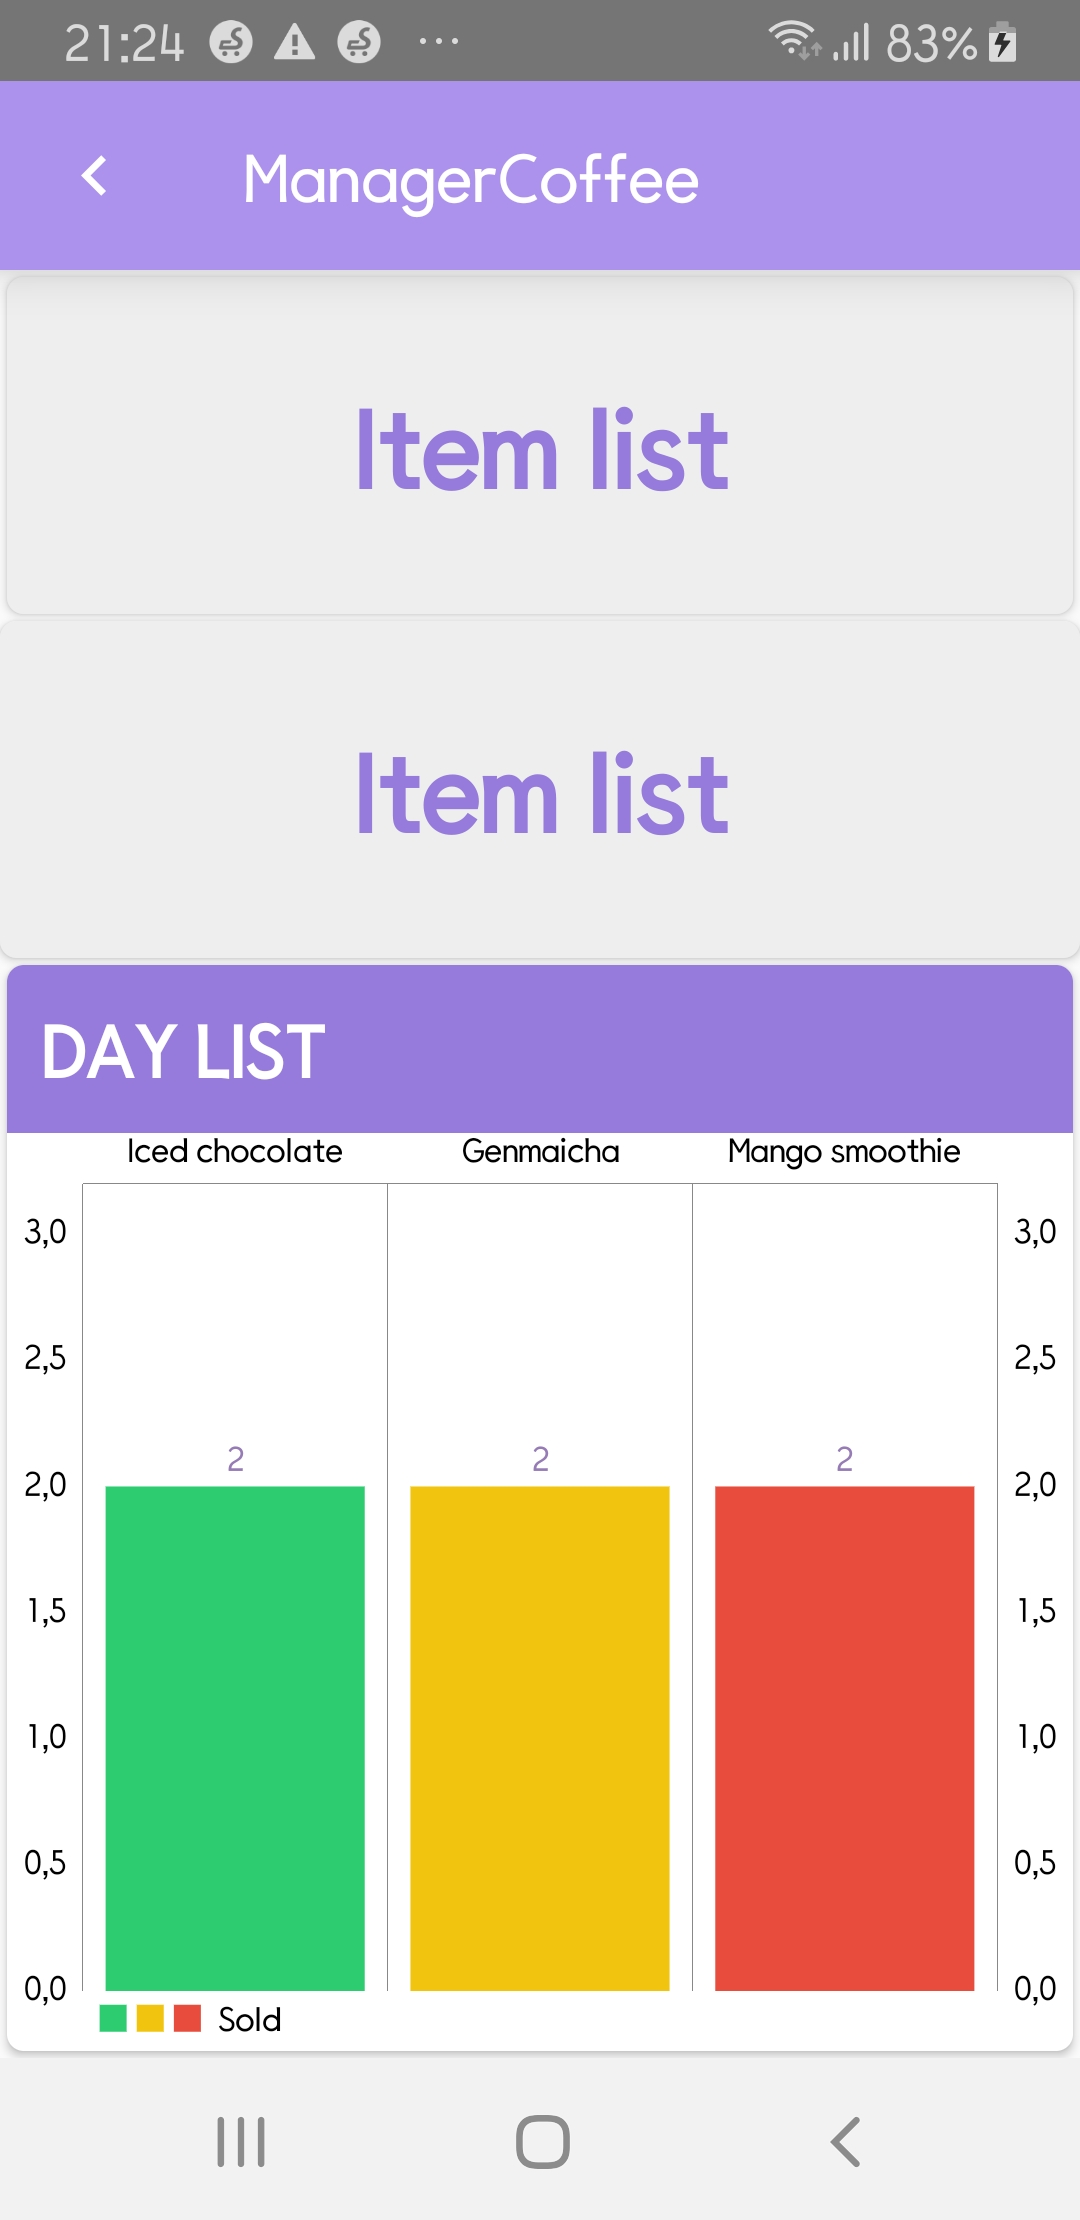 21:24 ... 83%
ManagerCoffee
Item list
Item list
DAY LIST
Iced chocolate Genmaicha Mango smoothie
3,0 3,0
2,5 2,5
2 2 2
2,0 2,0
1,5 1,5
1,0 1,0
0,5 0,5
0,0 0,0
Sold